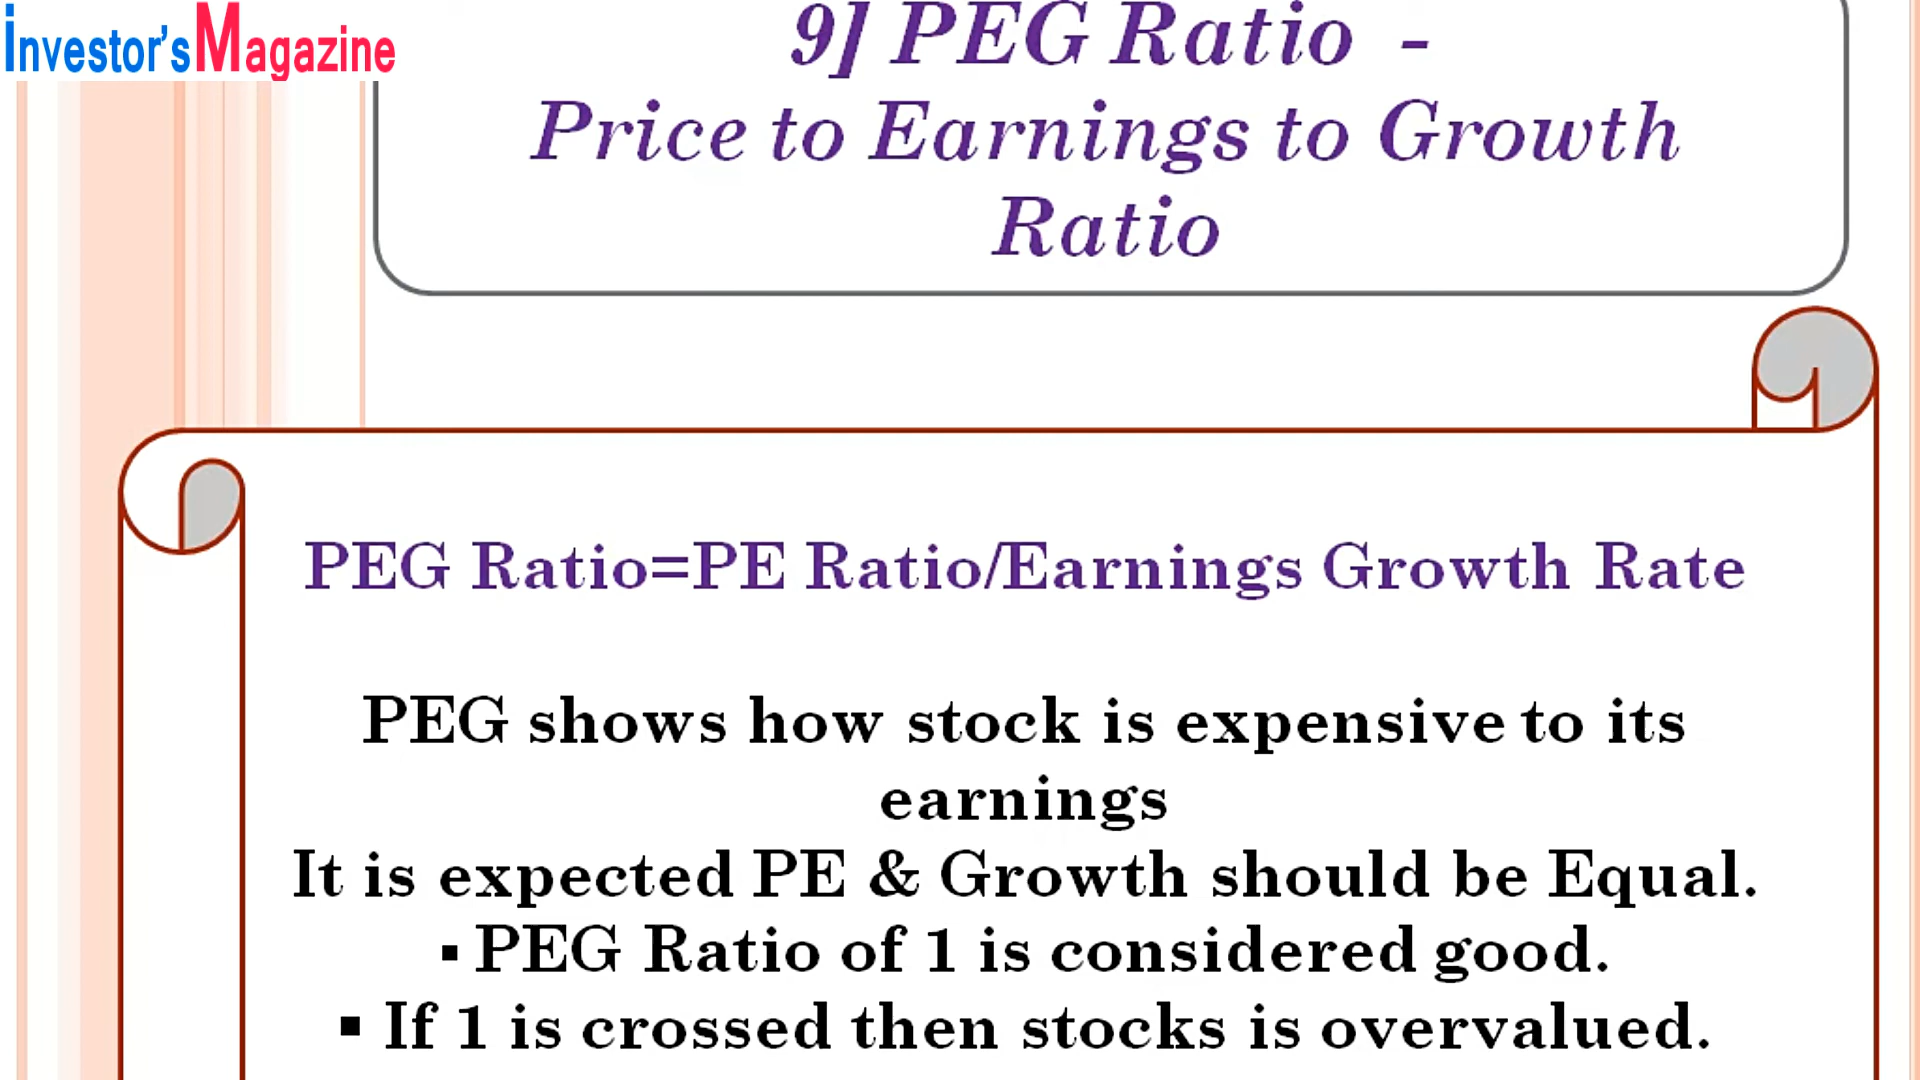 Investor's Magazine
9] PEG Ratio -
Price to Earnings to Growth
Ratio
PEG Ratio=PE Ratio/Earnings Growth Rate
PEG shows how stock is expensive to its
earnings
It is expected PE & Growth should be Equal.
▪ PEG Ratio of 1 is considered good.
▪ If 1 is crossed then stocks is overvalued.